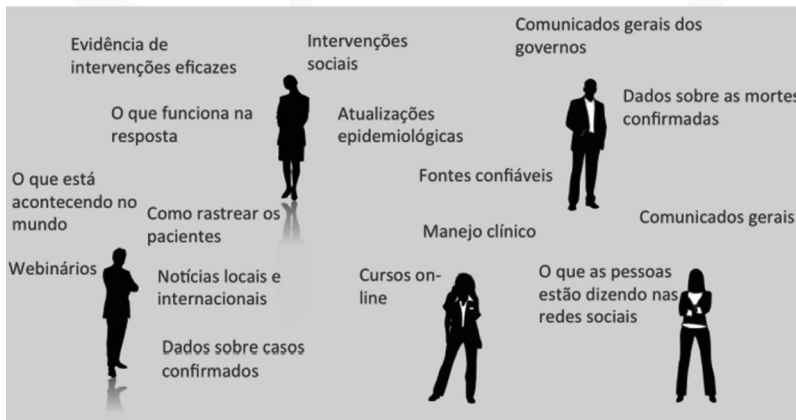 Evidência de
intervenções eficazes
Intervenções
sociais
Comunicados gerais dos
governos
O que funciona na
resposta
Atualizações
epidemiológicas
Dados sobre as mortes
confirmadas
Fontes confiáveis
O que está
acontecendo no
mundo
Como rastrear os
pacientes
Manejo clínico
Comunicados gerais
Webinários
Notícias locais e
internacionais
Cursos on-
line
O que as pessoas
estão dizendo nas
redes sociais
Dados sobre casos
confirmados